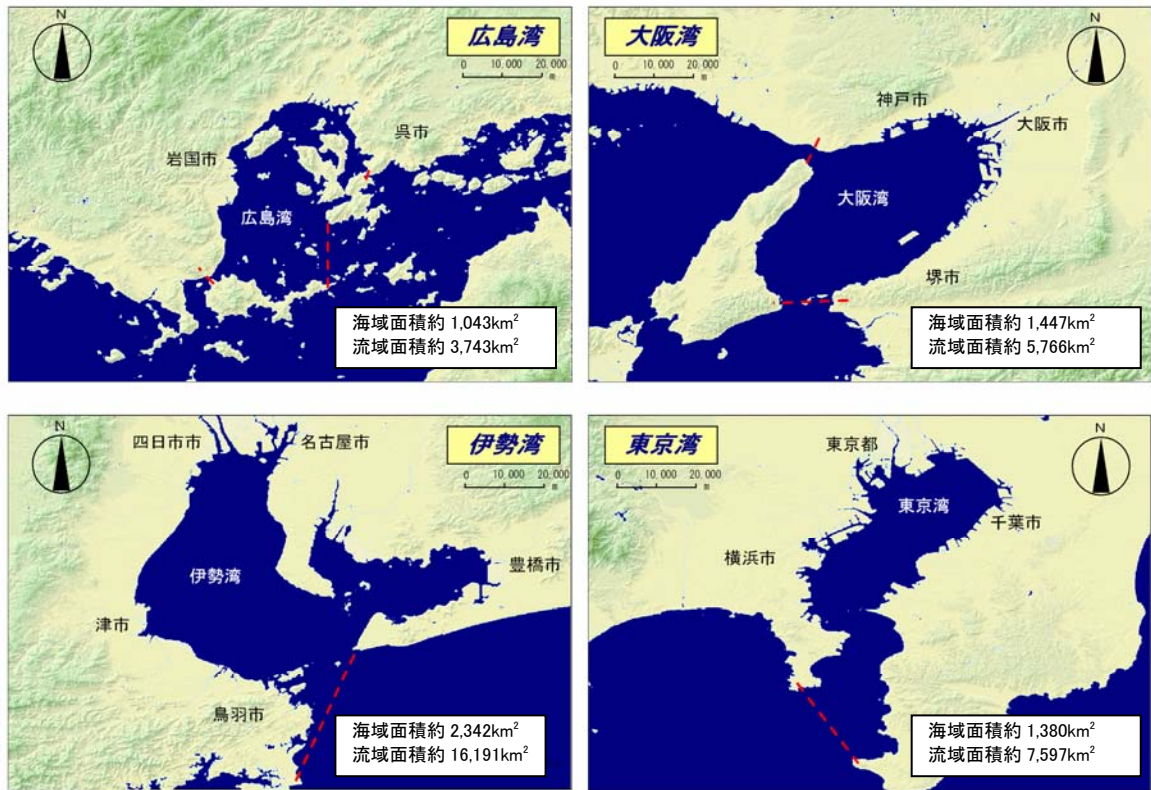 N
広島湾
0 10,000 20,000
m
呉市
岩国市
広島湾
海域面積約 1,043km²
流域面積約 3,743km²
大阪湾
0 10,000 20,000
m
N
神戸市
大阪市
大阪湾
堺市
海域面積約 1,447km²
流域面積約 5,766km²
N
四日市市
名古屋市
伊勢湾
0 10,000 20,000
m
豊橋市
伊勢湾
津市
鳥羽市
海域面積約 2,342km²
流域面積約 16,191km²
東京湾
0 10,000 20,000
m
東京都
N
東京湾
千葉市
横浜市
海域面積約 1,380km²
流域面積約 7,597km²